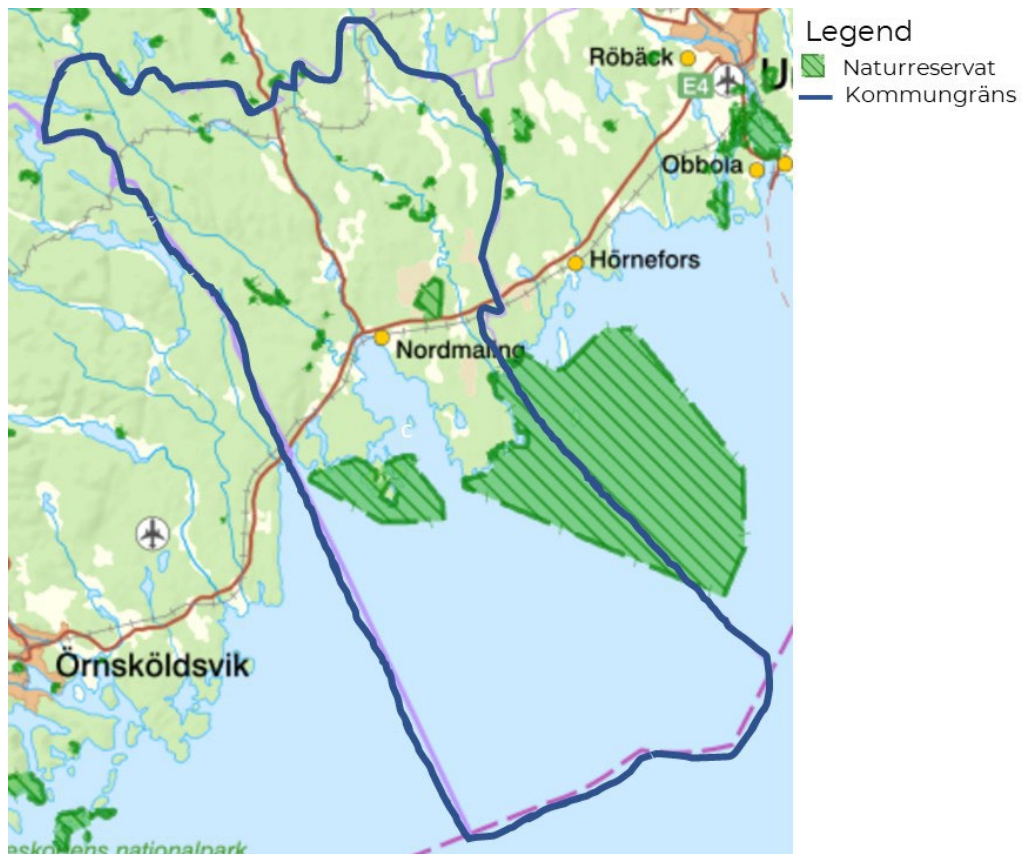 Legend
Naturreservat
Kommungräns
Röbäck
E4
Obbola
Hörnefors
Nordmaling
Örnsköldsvik